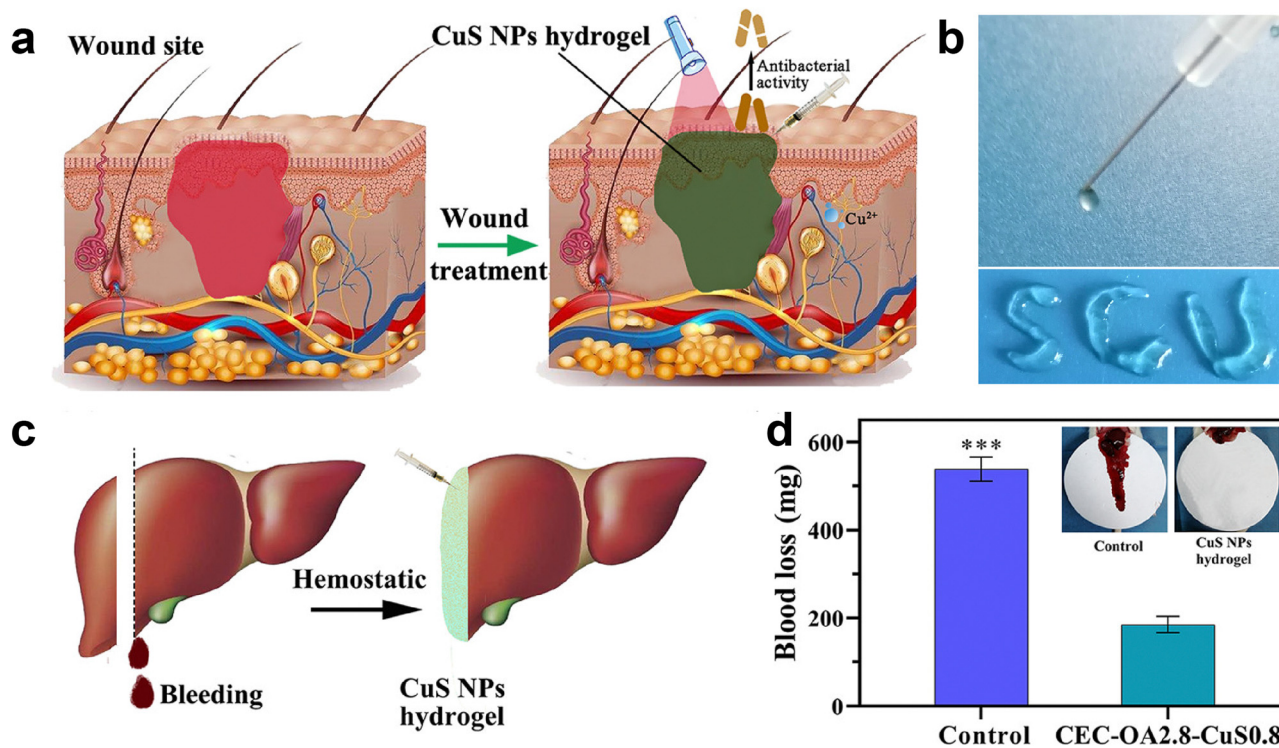 a
Wound site
CuS NPs hydrogel
Antibacterial
activity
Cu²⁺
Wound
treatment
b
SCU
c
Bleeding
Hemostatic
CuS NPs
hydrogel
d
Blood loss (mg)
600
400
200
0
***
Control
CuS NPs
hydrogel
Control
CEC-OA2.8-CuS0.8